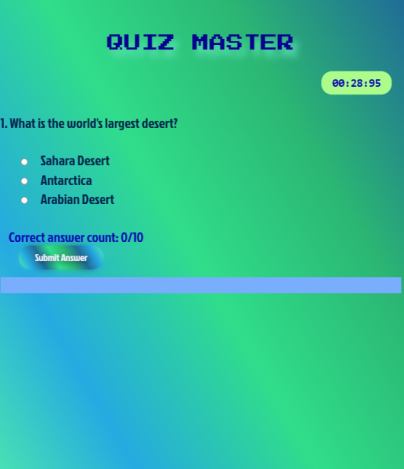 QUIZ MASTER
00:28:95
1. What is the world's largest desert?
Sahara Desert
Antarctica
Arabian Desert
Correct answer count: 0/10
Submit Answer